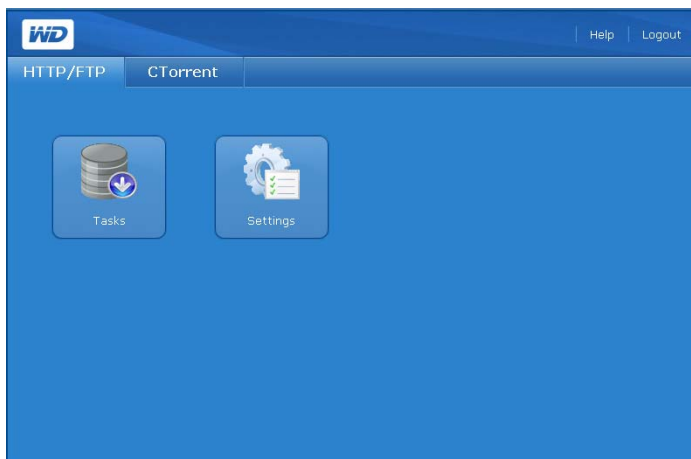 WD
Help
Logout
HTTP/FTP
CTorrent
Tasks
Settings